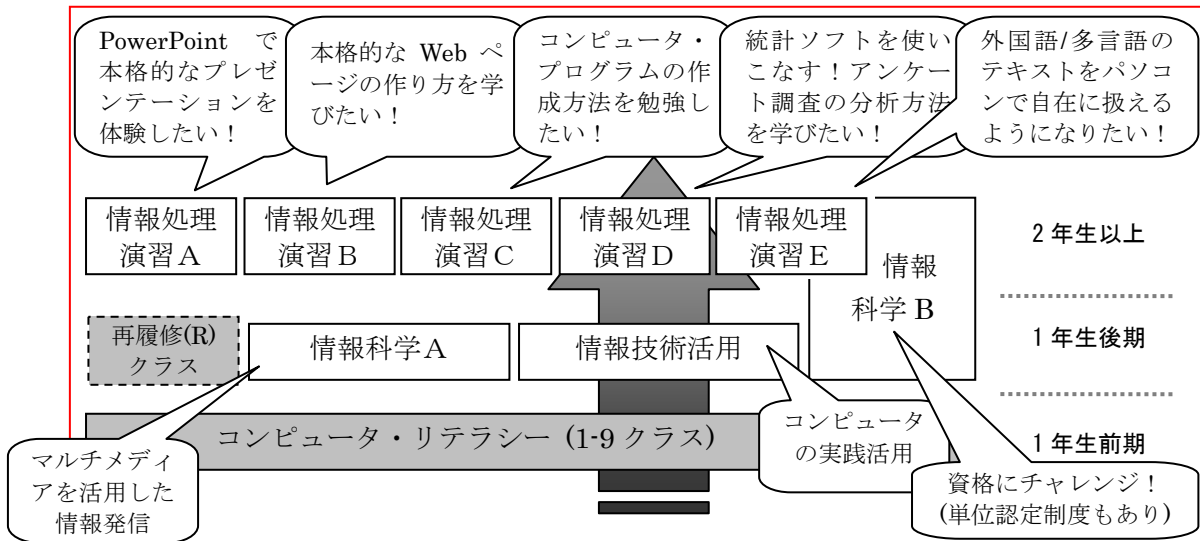 PowerPoint で
本格的なプレゼ
ンテーションを
体験したい！
本格的な Web ペ
ージの作り方を学
びたい！
コンピュータ・
プログラムの作
成方法を勉強し
たい！
統計ソフトを使い
こなす！アンケー
ト調査の分析方法
を学びたい！
外国語/多言語の
テキストをパソコ
ンで自在に扱える
ようになりたい！
情報処理
演習A
情報処理
演習B
情報処理
演習C
情報処理
演習D
情報処理
演習E
情報
科学 B
2 年生以上
再履修(R)
クラス
情報科学A
情報技術活用
1 年生後期
コンピュータ・リテラシー (1-9 クラス)
1 年生前期
マルチメディ
アを活用した
情報発信
コンピュータ
の実践活用
資格にチャレンジ！
(単位認定制度もあり)